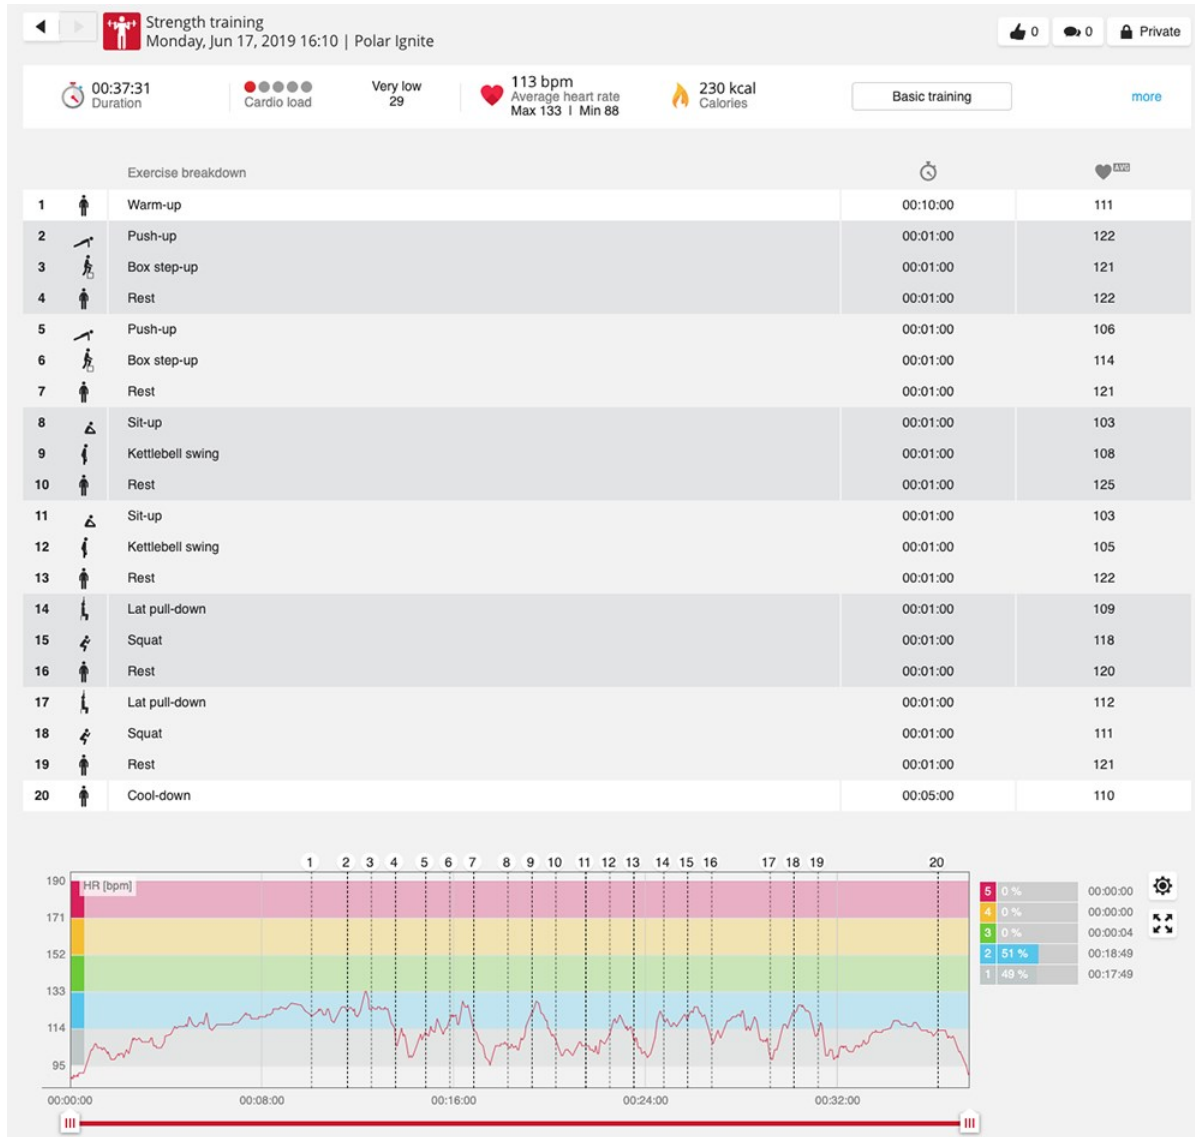 Strength training
Monday, Jun 17, 2019 16:10 | Polar Ignite
0 0 Private
00:37:31
Duration
Cardio load
Very low
29
113 bpm
Average heart rate
Max 133 | Min 88
230 kcal
Calories
Basic training
more
Exercise breakdown AVG
1 Warm-up 00:10:00 111
2 Push-up 00:01:00 122
3 Box step-up 00:01:00 121
4 Rest 00:01:00 122
5 Push-up 00:01:00 106
6 Box step-up 00:01:00 114
7 Rest 00:01:00 121
8 Sit-up 00:01:00 103
9 Kettlebell swing 00:01:00 108
10 Rest 00:01:00 125
11 Sit-up 00:01:00 103
12 Kettlebell swing 00:01:00 105
13 Rest 00:01:00 122
14 Lat pull-down 00:01:00 109
15 Squat 00:01:00 118
16 Rest 00:01:00 120
17 Lat pull-down 00:01:00 112
18 Squat 00:01:00 111
19 Rest 00:01:00 121
20 Cool-down 00:05:00 110
1 2 3 4 5 6 7 8 9 10 11 12 13 14 15 16 17 18 19 20
HR [bpm]
190
171
152
133
114
95
00:00:00 00:08:00 00:16:00 00:24:00 00:32:00
5 0 % 00:00:00
4 0 % 00:00:00
3 0 % 00:00:04
2 51 % 00:18:49
1 49 % 00:17:49